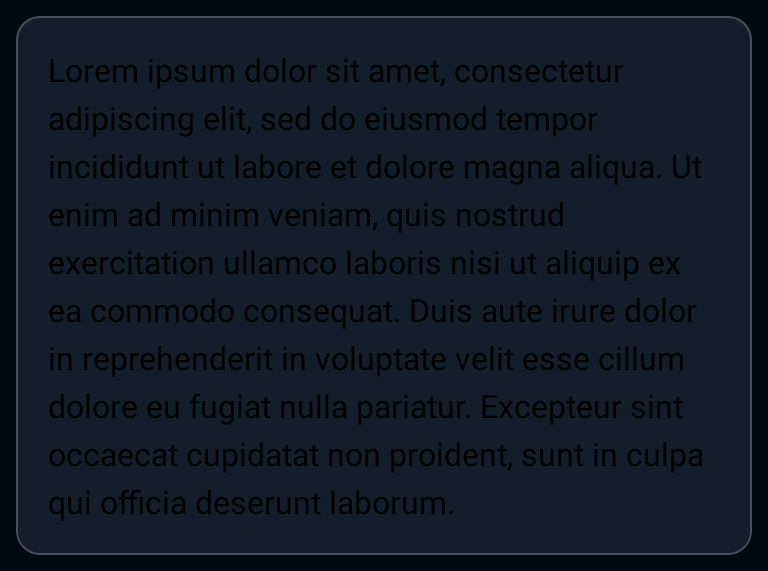 Lorem ipsum dolor sit amet, consectetur
adipiscing elit, sed do eiusmod tempor
incididunt ut labore et dolore magna aliqua. Ut
enim ad minim veniam, quis nostrud
exercitation ullamco laboris nisi ut aliquip ex
ea commodo consequat. Duis aute irure dolor
in reprehenderit in voluptate velit esse cillum
dolore eu fugiat nulla pariatur. Excepteur sint
occaecat cupidatat non proident, sunt in culpa
qui officia deserunt laborum.